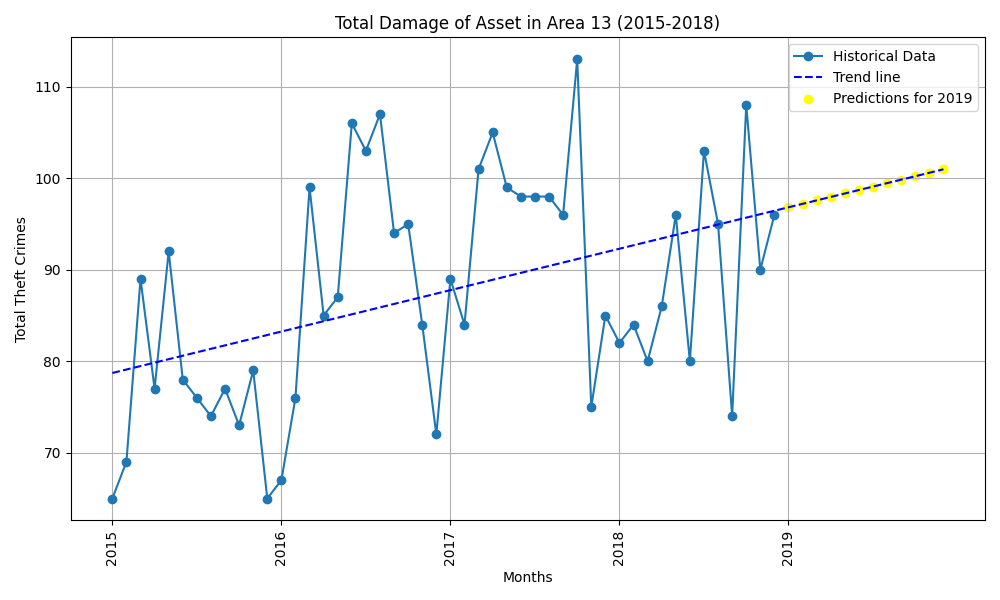 Total Damage of Asset in Area 13 (2015-2018)
Historical Data
Trend line
Predictions for 2019
Total Theft Crimes
110
100
90
80
70
2015
2016
2017
2018
2019
Months